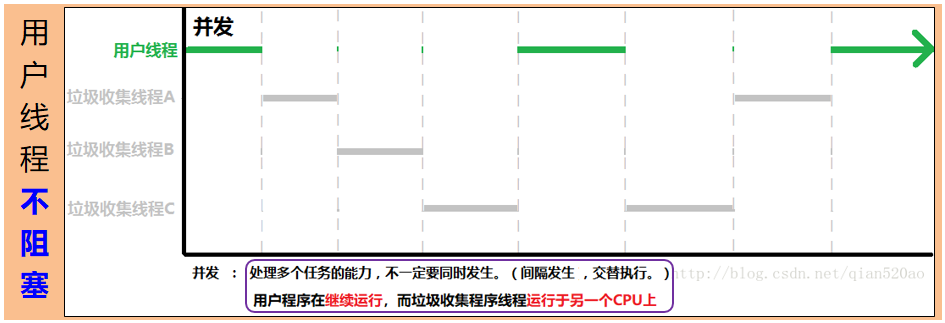 用户线程不阻塞
并发
用户线程
垃圾收集线程A
垃圾收集线程B
垃圾收集线程C
并发 ： 处理多个任务的能力，不一定要同时发生。（间隔发生 ，交替执行。）
http://blog.csdn.net/qian520ao
用户程序在继续运行，而垃圾收集程序线程运行于另一个CPU上